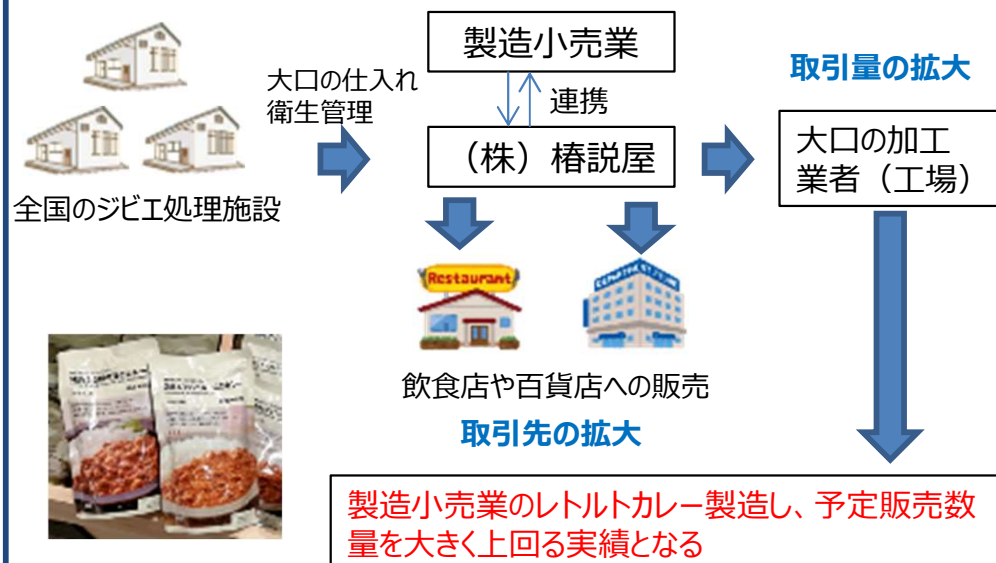 製造小売業
取引量の拡大
大口の仕入れ
衛生管理
連携
(株)椿説屋
大口の加工
業者(工場)
全国のジビエ処理施設
Restaurant
飲食店や百貨店への販売
取引先の拡大
製造小売業のレトルトカレー製造し、予定販売数
量を大きく上回る実績となる